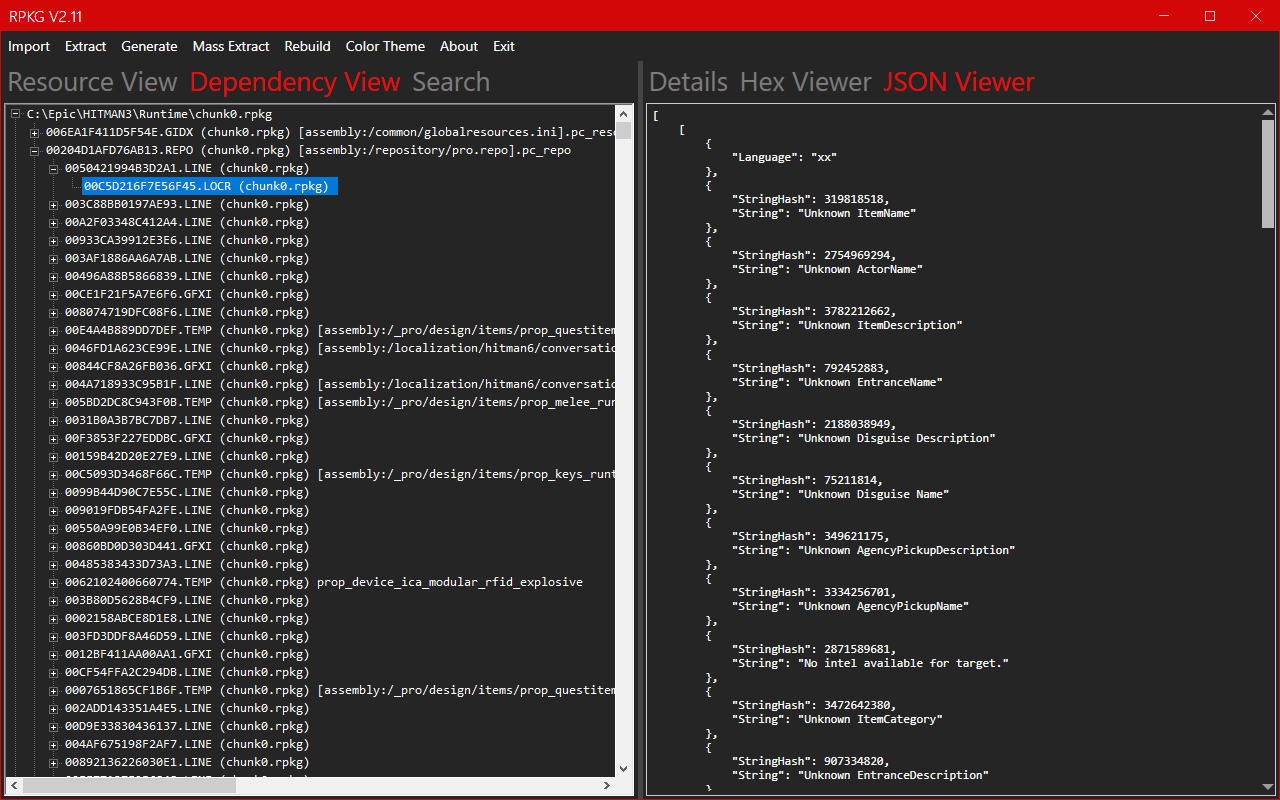 RPKG V2.11
Import Extract Generate Mass Extract Rebuild Color Theme About Exit
Resource View Dependency View Search
C:\Epic\HITMAN3\Runtime\chunk0.rpkg
006EA1F411D5F54E.GIDX (chunk0.rpkg) [assembly:/common/globalresources.ini].pc_reso
00204D1AFD76AB13.REPO (chunk0.rpkg) [assembly:/repository/pro.repo].pc_repo
0050421994B3D2A1.LINE (chunk0.rpkg)
00C5D216F7E56F45.LOCR (chunk0.rpkg)
003C88BB0197AE93.LINE (chunk0.rpkg)
00A2F03348C412A4.LINE (chunk0.rpkg)
00933CA39912E3E6.LINE (chunk0.rpkg)
003AF1886AA6A7AB.LINE (chunk0.rpkg)
00496A88B5866839.LINE (chunk0.rpkg)
00CE1F21F5A7E6F6.GFXI (chunk0.rpkg)
008074719DFC08F6.LINE (chunk0.rpkg)
00E4A4B889DD7DEF.TEMP (chunk0.rpkg) [assembly:/_pro/design/items/prop_questitem
0046FD1A623CE99E.LINE (chunk0.rpkg) [assembly:/localization/hitman6/conversatio
00844CF8A26FB036.GFXI (chunk0.rpkg)
004A718933C95B1F.LINE (chunk0.rpkg) [assembly:/localization/hitman6/conversatio
005BD2DC8C943F0B.TEMP (chunk0.rpkg) [assembly:/_pro/design/items/prop_melee_run
0031B0A3B7BC7DB7.LINE (chunk0.rpkg)
00F3853F227EDDBC.GFXI (chunk0.rpkg)
00159B42D20E27E9.LINE (chunk0.rpkg)
00C5093D3468F66C.TEMP (chunk0.rpkg) [assembly:/_pro/design/items/prop_keys_runt
0099B44D90C7E55C.LINE (chunk0.rpkg)
009019FDB54FA2FE.LINE (chunk0.rpkg)
00550A99E0B34EF0.LINE (chunk0.rpkg)
00860BD0D303D441.GFXI (chunk0.rpkg)
00485383433D73A3.LINE (chunk0.rpkg)
0062102400660774.TEMP (chunk0.rpkg) prop_device_ica_modular_rfid_explosive
003B80D5628B4CF9.LINE (chunk0.rpkg)
0002158ABCE8D1E8.LINE (chunk0.rpkg)
003FD3DDF8A46D59.LINE (chunk0.rpkg)
0012BF411AA00AA1.GFXI (chunk0.rpkg)
00CF54FFA2C294DB.LINE (chunk0.rpkg)
0007651865CF1B6F.TEMP (chunk0.rpkg) [assembly:/_pro/design/items/prop_questitem
002ADD143351A4E5.LINE (chunk0.rpkg)
00D9E33830436137.LINE (chunk0.rpkg)
004AF675198F2AF7.LINE (chunk0.rpkg)
00892136226030E1.LINE (chunk0.rpkg)
Details Hex Viewer JSON Viewer
[
[
{
"Language": "xx"
},
{
"StringHash": 319818518,
"String": "Unknown ItemName"
},
{
"StringHash": 2754969294,
"String": "Unknown ActorName"
},
{
"StringHash": 3782212662,
"String": "Unknown ItemDescription"
},
{
"StringHash": 792452883,
"String": "Unknown EntranceName"
},
{
"StringHash": 2188038949,
"String": "Unknown Disguise Description"
},
{
"StringHash": 75211814,
"String": "Unknown Disguise Name"
},
{
"StringHash": 349621175,
"String": "Unknown AgencyPickupDescription"
},
{
"StringHash": 3334256701,
"String": "Unknown AgencyPickupName"
},
{
"StringHash": 2871589681,
"String": "No intel available for target."
},
{
"StringHash": 3472642380,
"String": "Unknown ItemCategory"
},
{
"StringHash": 907334820,
"String": "Unknown EntranceDescription"
}